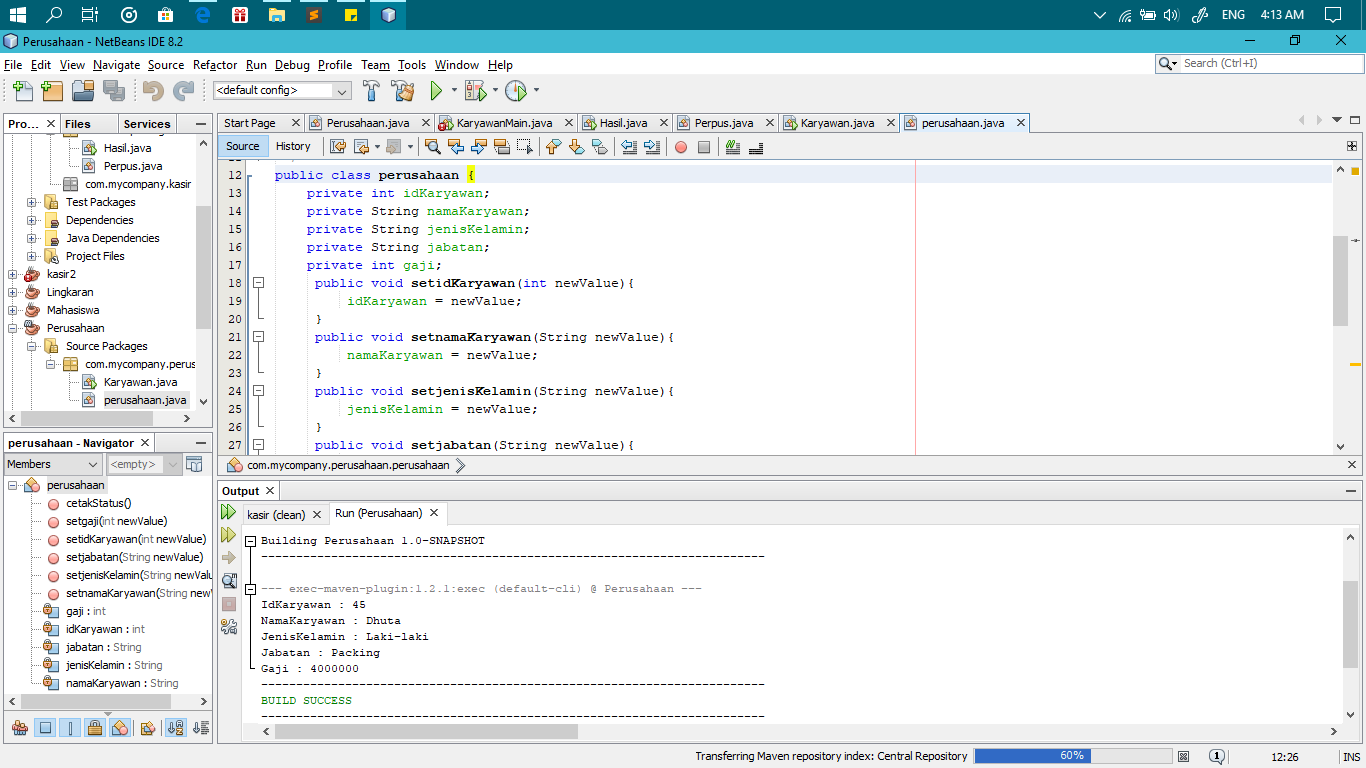 ENG 4:13 AM
Perusahaan - NetBeans IDE 8.2
File Edit View Navigate Source Refactor Run Debug Profile Team Tools Window Help
Search (Ctrl+I)
<default config>
Pro... Files Services
Hasil.java
Perpus.java
com.mycompany.kasir
Test Packages
Dependencies
Java Dependencies
Project Files
kasir2
Lingkaran
Mahasiswa
Perusahaan
Source Packages
com.mycompany.perus
Karyawan.java
perusahaan.java
perusahaan - Navigator
Members <empty>
perusahaan
cetakStatus()
setgaji(int newValue)
setidKaryawan(int newValue)
setjabatan(String newValue)
setjenisKelamin(String newValu
setnamaKaryawan(String newV
gaji : int
idKaryawan : int
jabatan : String
jenisKelamin : String
namaKaryawan : String
Start Page Perusahaan.java KaryawanMain.java Hasil.java Perpus.java Karyawan.java perusahaan.java
Source History
12 public class perusahaan {
13 private int idKaryawan;
14 private String namaKaryawan;
15 private String jenisKelamin;
16 private String jabatan;
17 private int gaji;
18 public void setidKaryawan(int newValue){
19 idKaryawan = newValue;
20 }
21 public void setnamaKaryawan(String newValue){
22 namaKaryawan = newValue;
23 }
24 public void setjenisKelamin(String newValue){
25 jenisKelamin = newValue;
26 }
27 public void setjabatan(String newValue){
com.mycompany.perusahaan.perusahaan
Output
kasir (clean) Run (Perusahaan)
Building Perusahaan 1.0-SNAPSHOT
------------------------------------------------------------------------
--- exec-maven-plugin:1.2.1:exec (default-cli) @ Perusahaan ---
IdKaryawan : 45
NamaKaryawan : Dhuta
JenisKelamin : Laki-laki
Jabatan : Packing
Gaji : 4000000
------------------------------------------------------------------------
BUILD SUCCESS
------------------------------------------------------------------------
Transferring Maven repository index: Central Repository 60% 1 12:26 INS